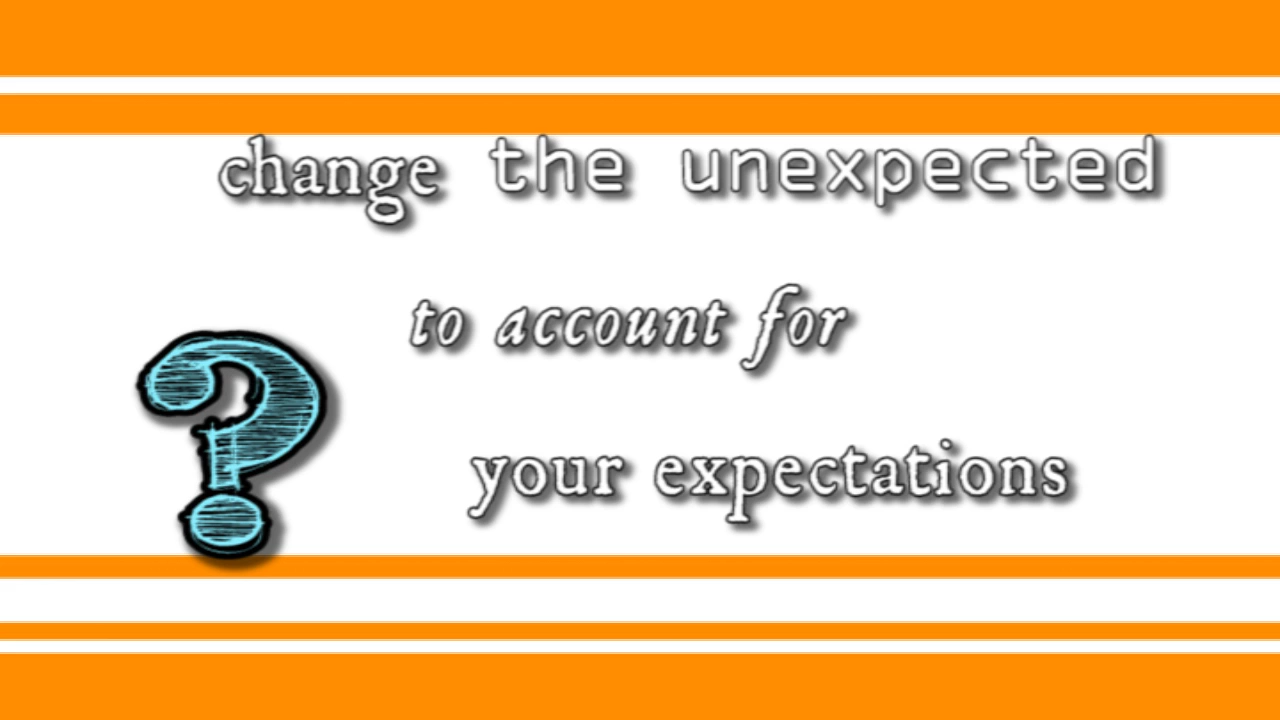 change the unexpected
to account for
your expectations
?